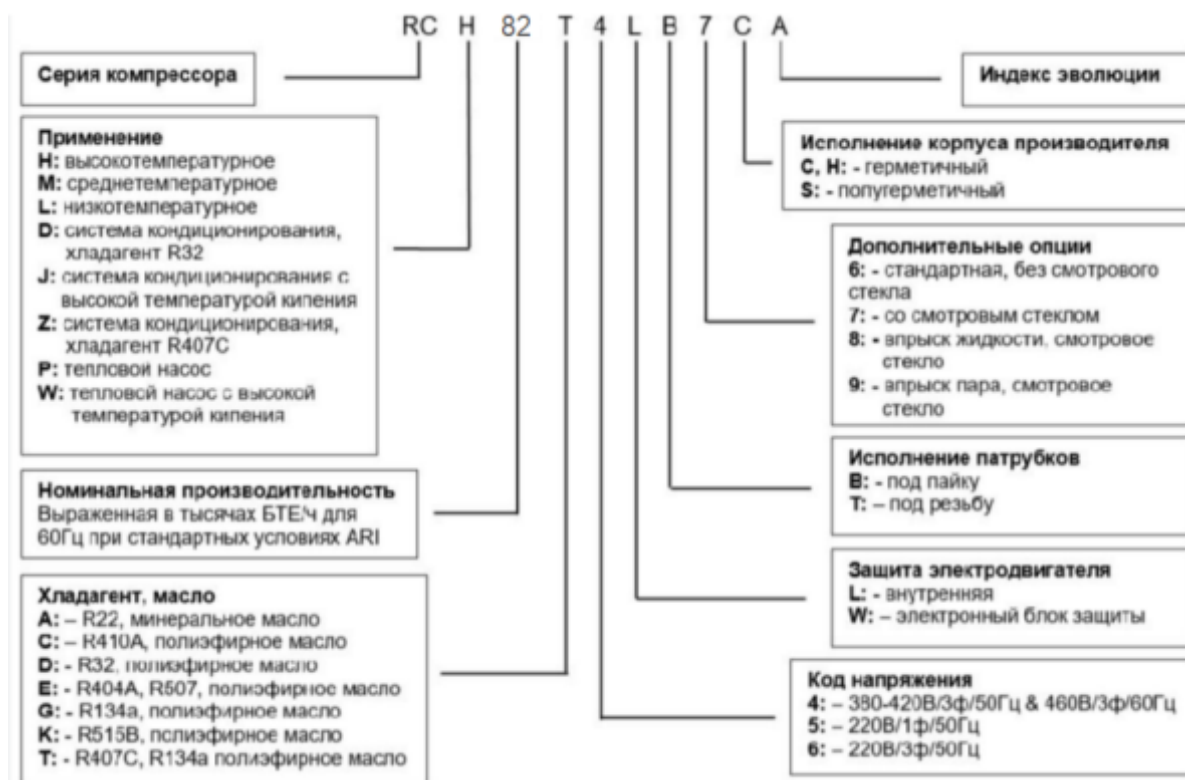 RC H 82 T 4 L B 7 C A
Серия компрессора
Применение
H: высокотемпературное
M: среднетемпературное
L: низкотемпературное
D: система кондиционирования,
хладагент R32
J: система кондиционирования с
высокой температурой кипения
Z: система кондиционирования,
хладагент R407C
P: тепловой насос
W: тепловой насос с высокой
температурой кипения
Номинальная производительность
Выраженная в тысячах БТЕ/ч для
60Гц при стандартных условиях ARI
Хладагент, масло
A: – R22, минеральное масло
C: – R410A, полиэфирное масло
D: - R32, полиэфирное масло
E: - R404A, R507, полиэфирное масло
G: - R134a, полиэфирное масло
K: - R515B, полиэфирное масло
T: - R407C, R134a полиэфирное масло
Индекс эволюции
Исполнение корпуса производителя
C, H: - герметичный
S: - полугерметичный
Дополнительные опции
6: - стандартная, без смотрового
стекла
7: - со смотровым стеклом
8: - впрыск жидкости, смотровое
стекло
9: - впрыск пара, смотровое
стекло
Исполнение патрубков
B: - под пайку
T: – под резьбу
Защита электродвигателя
L: - внутренняя
W: – электронный блок защиты
Код напряжения
4: – 380-420В/3ф/50Гц & 460В/3ф/60Гц
5: – 220В/1ф/50Гц
6: – 220В/3ф/50Гц